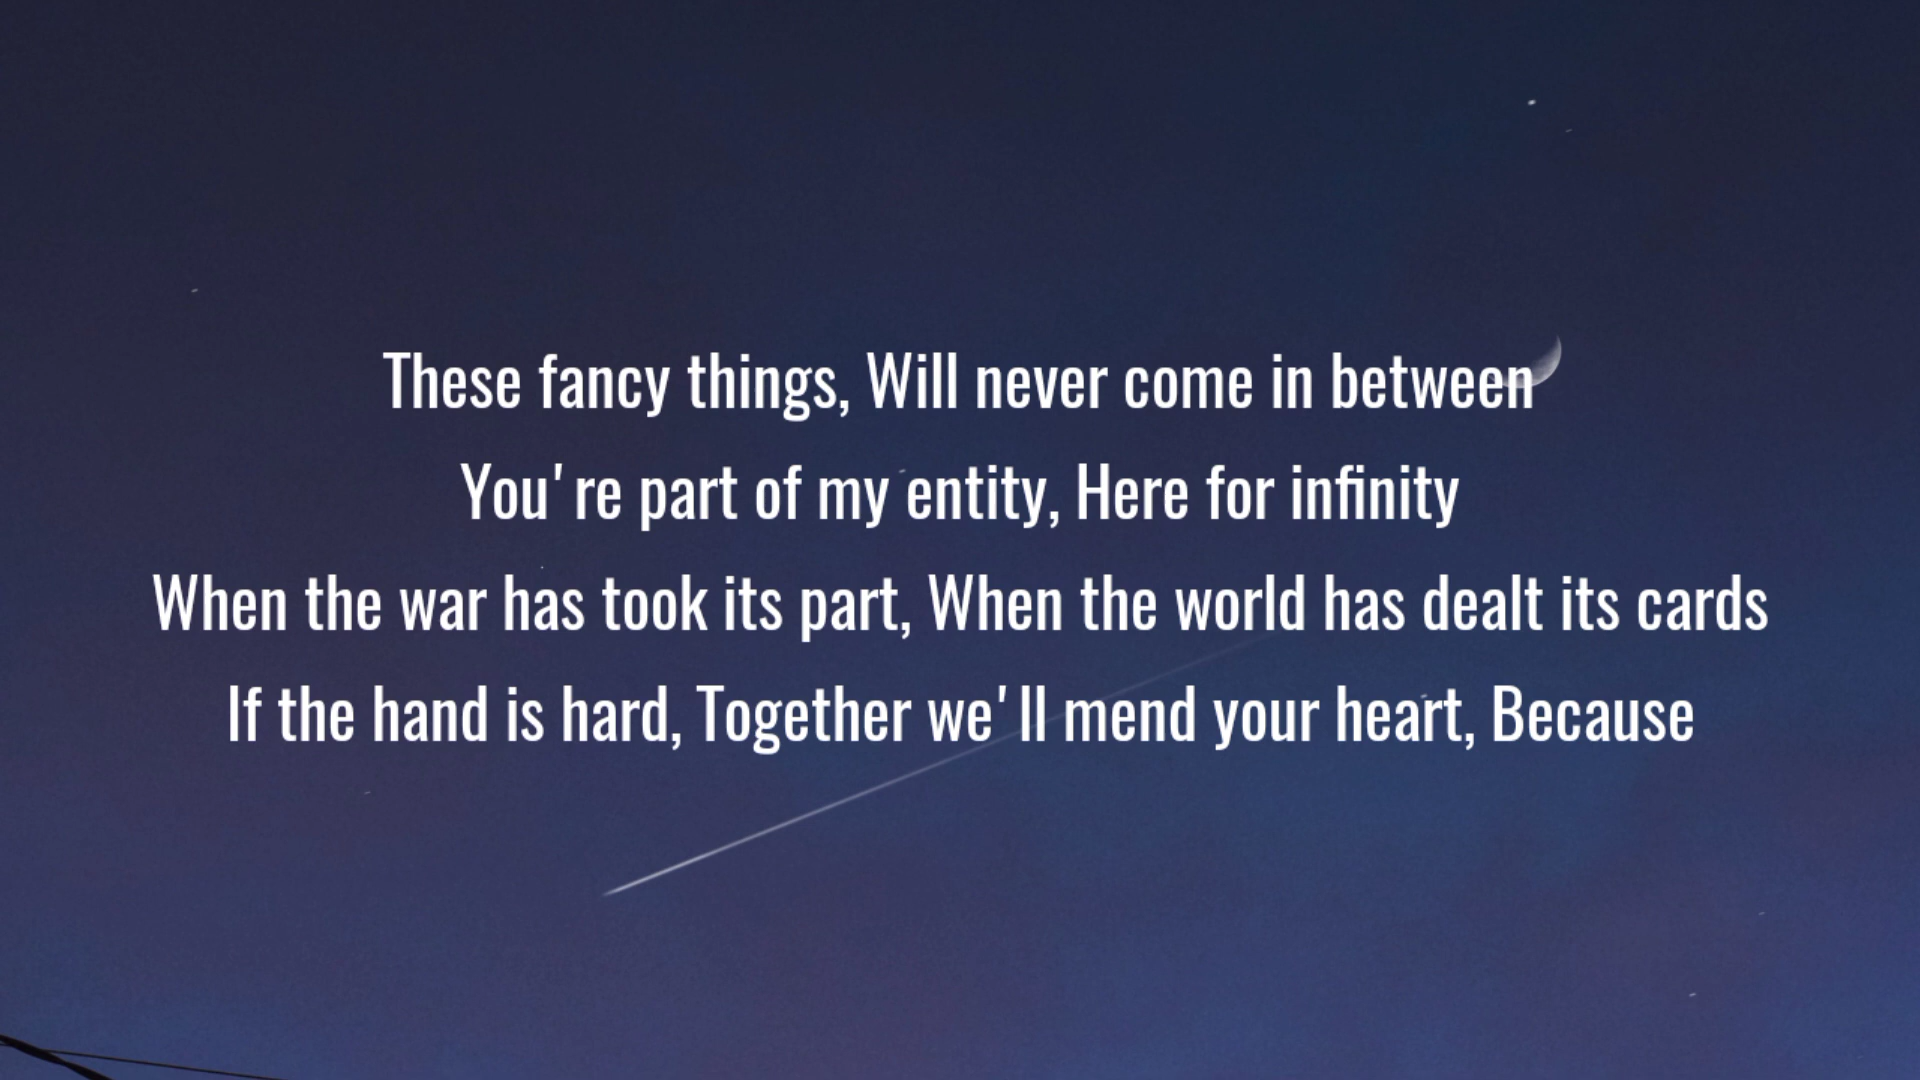 These fancy things, Will never come in between
You're part of my entity, Here for infinity
When the war has took its part, When the world has dealt its cards
If the hand is hard, Together we'll mend your heart, Because